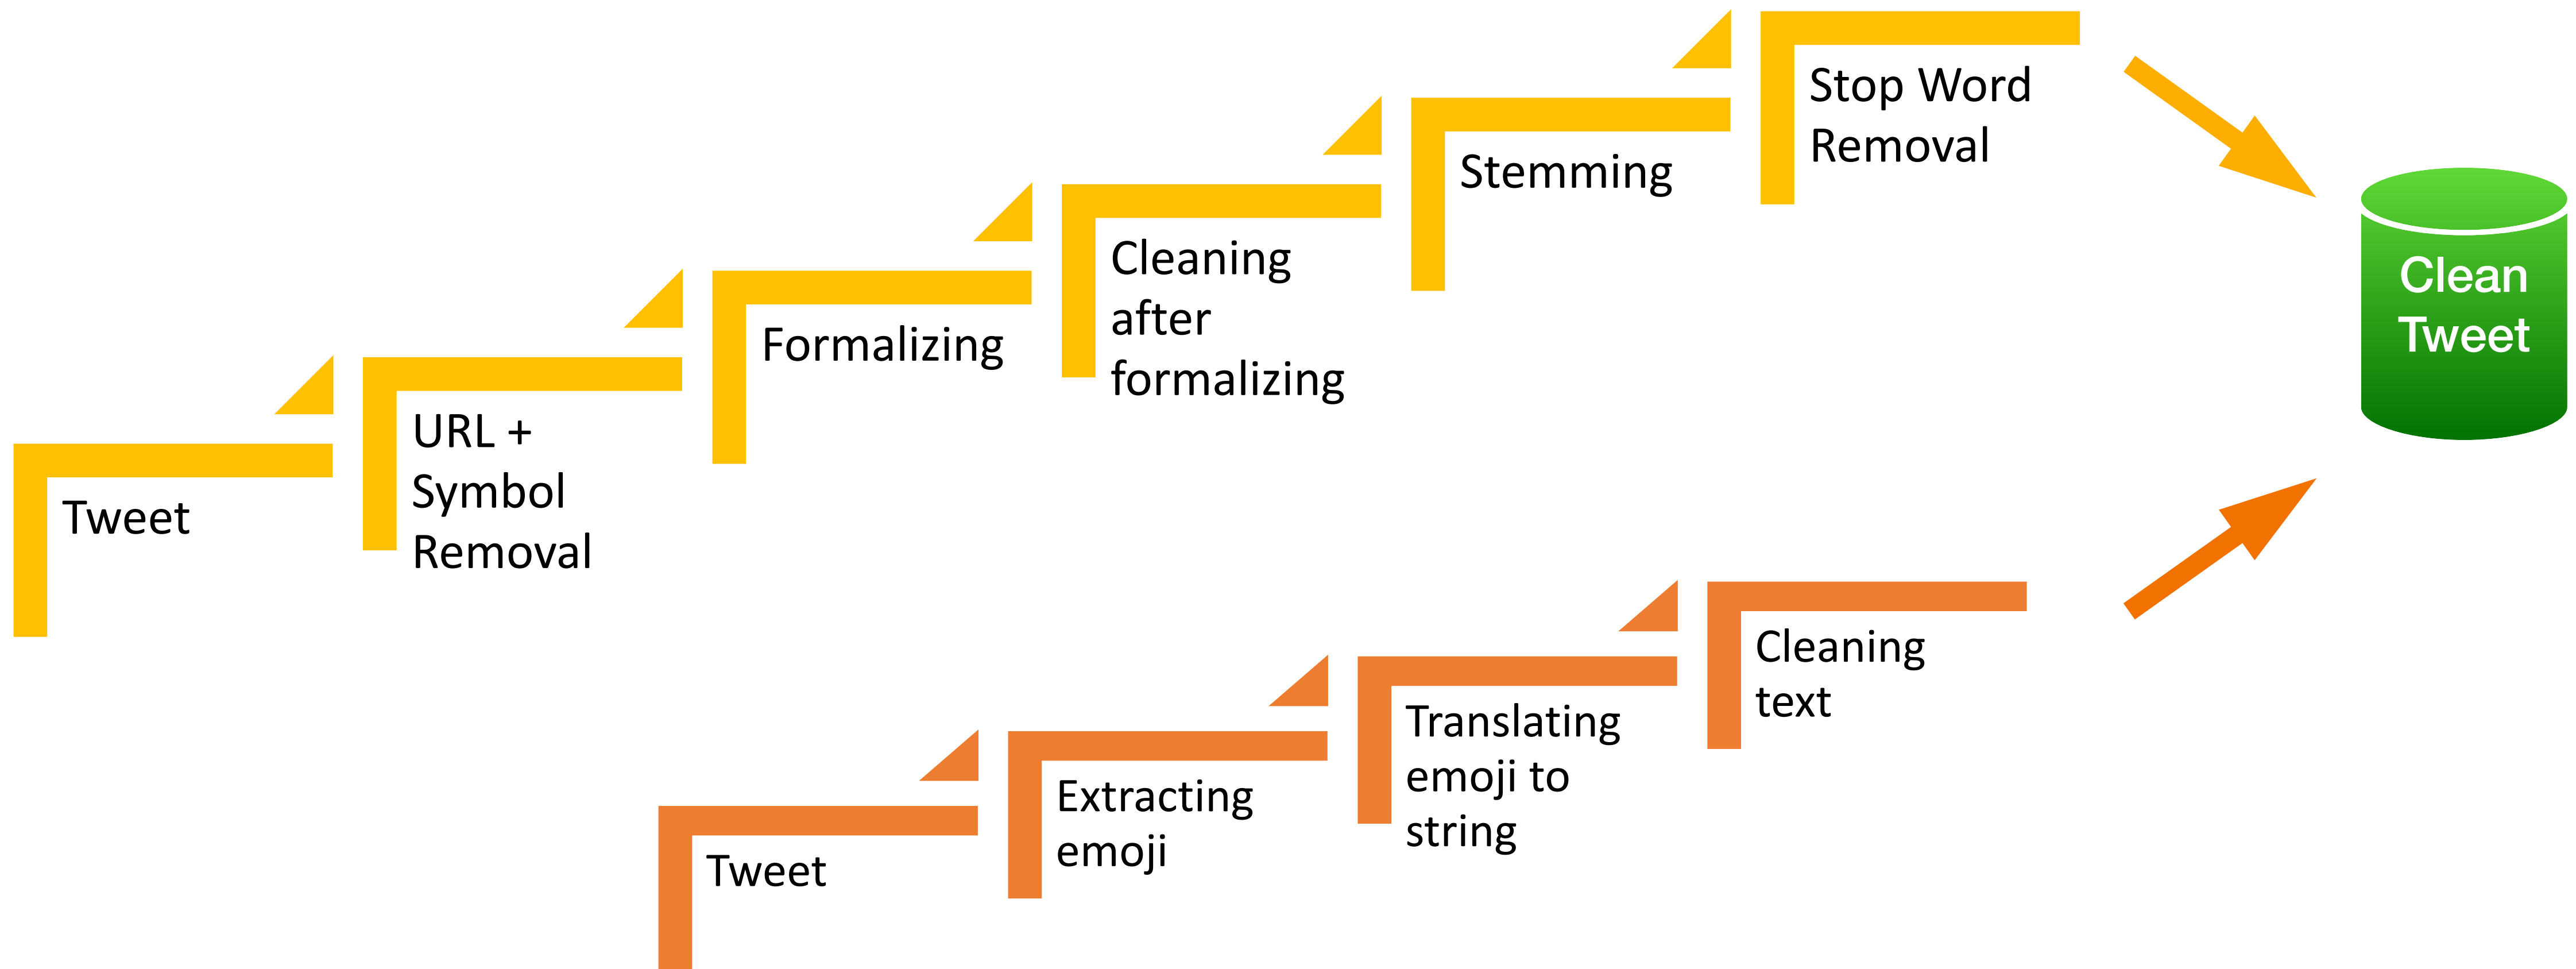 Tweet
URL +
Symbol
Removal
Formalizing
Cleaning
after
formalizing
Stemming
Stop Word
Removal
Tweet
Extracting
emoji
Translating
emoji to
string
Cleaning
text
Clean
Tweet